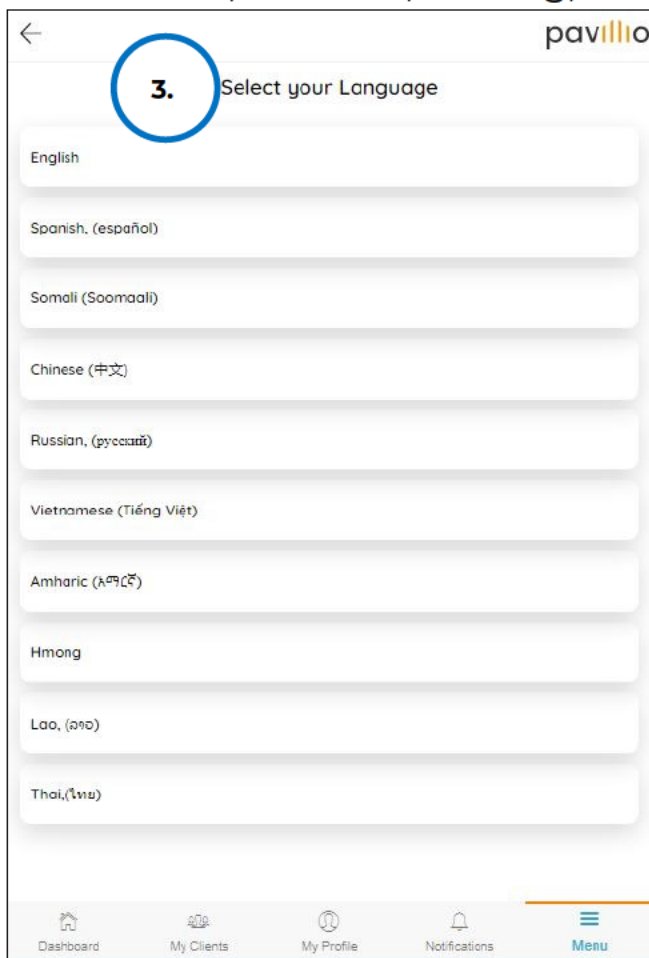 pavillio
3. Select your Language
English
Spanish, (español)
Somali (Soomaali)
Chinese (中文)
Russian, (русский)
Vietnamese (Tiếng Việt)
Amharic (አማርኛ)
Hmong
Lao, (ລາວ)
Thai,(ไทย)
Dashboard My Clients My Profile Notifications Menu